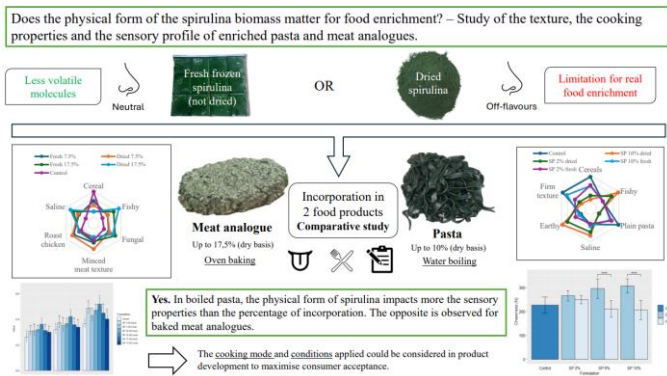 Does the physical form of the spirulina biomass matter for food enrichment? – Study of the texture, the cooking
properties and the sensory profile of enriched pasta and meat analogues.
Less volatile
molecules
Neutral
Fresh frozen
spirulina
(not dried)
OR
Dried
spirulina
Off-flavours
Limitation for real
food enrichment
Fresh 7.5%
Dried 7.5%
Fresh 17.5%
Dried 17.5%
Control
Cereal
Fishy
Fungal
Minced
meat texture
Roast
chicken
Saline
Meat analogue
Up to 17,5% (dry basis)
Oven baking
Incorporation in
2 food products
Comparative study
Pasta
Up to 10% (dry basis)
Water boiling
Control
SP 10% dried
SP 2% dried
SP 10% fresh
SP 2% fresh
Cereals
Fishy
Plain pasta
Saline
Earthy
Firm
texture
Yes. In boiled pasta, the physical form of spirulina impacts more the sensory
properties than the percentage of incorporation. The opposite is observed for
baked meat analogues.
The cooking mode and conditions applied could be considered in product
development to maximise consumer acceptance.
Control
SP 2%
SP 10%
Formulation